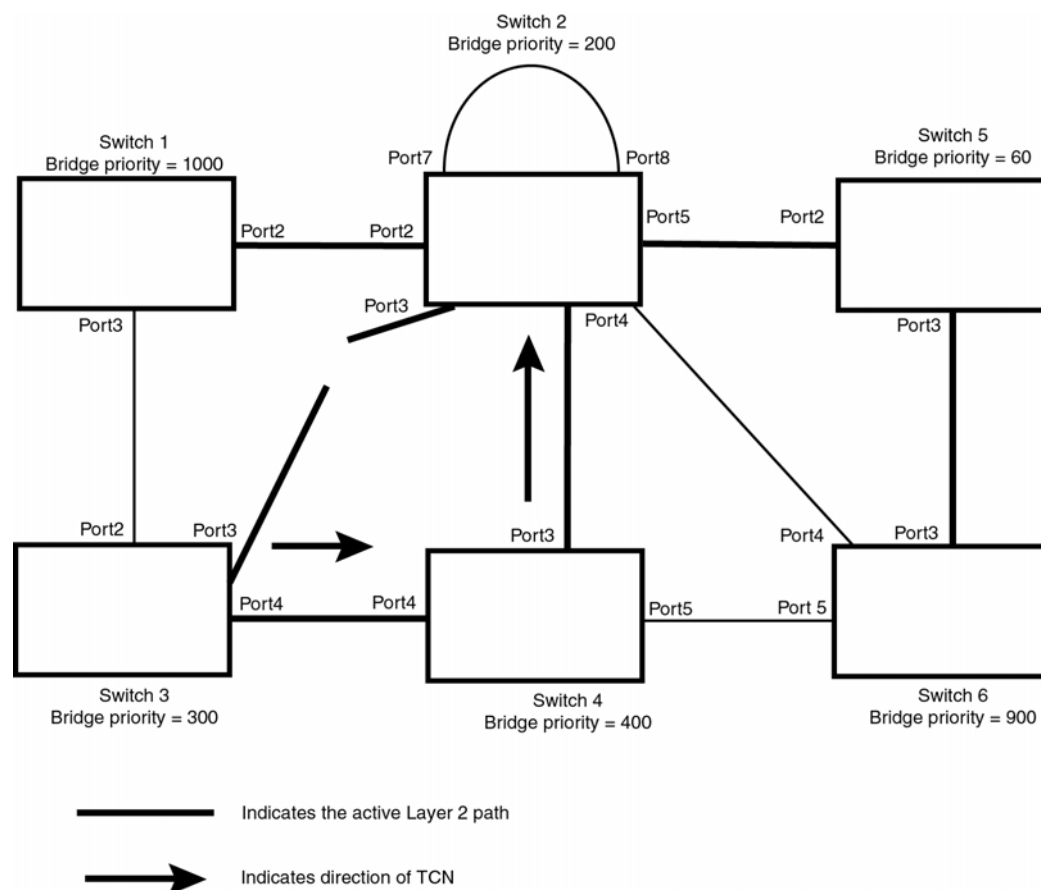 Switch 2
Bridge priority = 200
Switch 1
Bridge priority = 1000
Switch 5
Bridge priority = 60
Port7
Port8
Port2
Port2
Port5
Port2
Port3
Port3
Port4
Port3
Port2
Port3
Port3
Port4
Port3
Port4
Port4
Port5
Port 5
Switch 3
Bridge priority = 300
Switch 4
Bridge priority = 400
Switch 6
Bridge priority = 900
Indicates the active Layer 2 path
Indicates direction of TCN